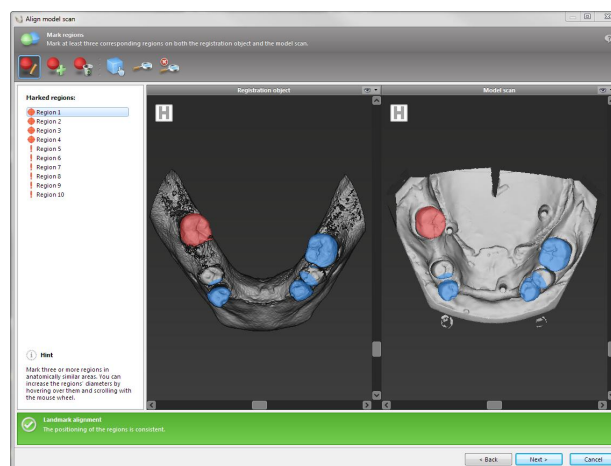 Align model scan
Mark regions
Mark at least three corresponding regions on both the registration object and the model scan.
Marked regions:
Region 1
Region 2
Region 3
Region 4
Region 5
Region 6
Region 7
Region 8
Region 9
Region 10
Registration object
Model scan
H
H
Hint
Mark three or more regions in
anatomically similar areas. You can
increase the regions' diameters by
hovering over them and scrolling with
the mouse wheel.
Landmark alignment
The positioning of the regions is consistent.
< Back
Next >
Cancel